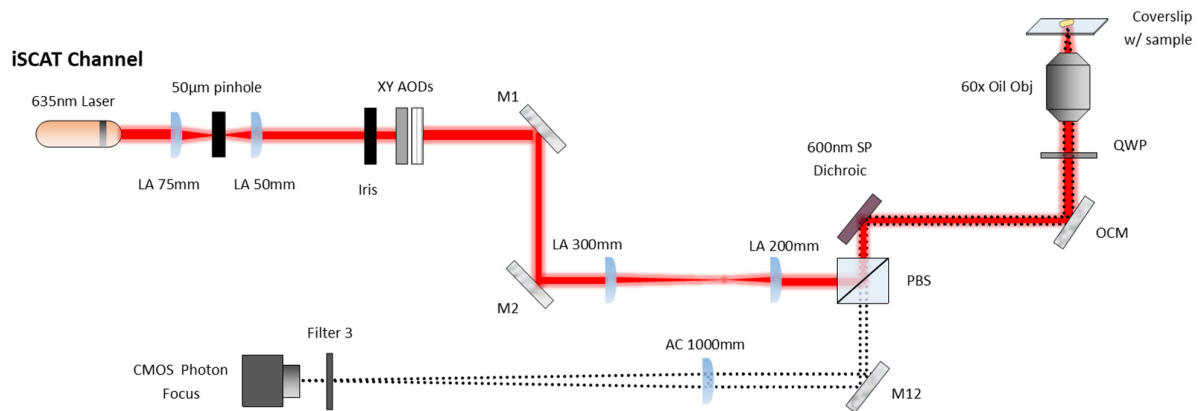 Coverslip
w/ sample
iSCAT Channel
50µm pinhole
XY AODs
M1
60x Oil Obj
635nm Laser
600nm SP
Dichroic
QWP
LA 75mm
LA 50mm
Iris
OCM
LA 300mm
LA 200mm
PBS
M2
Filter 3
AC 1000mm
CMOS Photon
Focus
M12